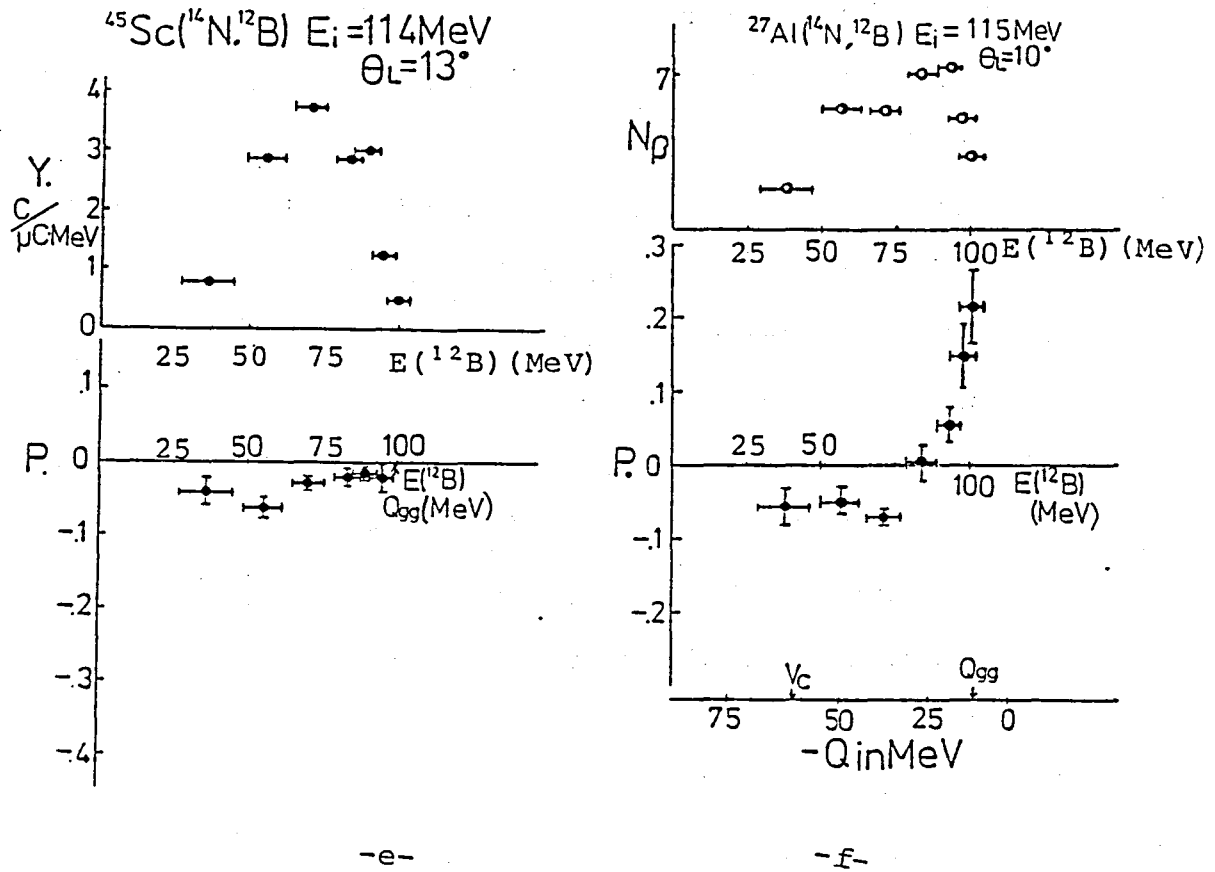 ⁴⁵Sc(¹⁴N,¹²B) Eᵢ=114MeV
θL=13°
4
3
Y.
C/μC·MeV
2
1
0
25 50 75 E(¹²B) (MeV)
.1
P. 0
25 50 75 100
E(¹²B)
Qgg(MeV)
-.1
-.2
-.3
-.4
-e-
²⁷Al(¹⁴N,¹²B) Eᵢ=115MeV
θL=10°
7
Nβ
25 50 75 100 E(¹²B) (MeV)
.3
.2
.1
P. 0
25 50
100 E(¹²B)
(MeV)
-.1
-.2
Vc Qgg
75 50 25 0
-Q in MeV
-f-